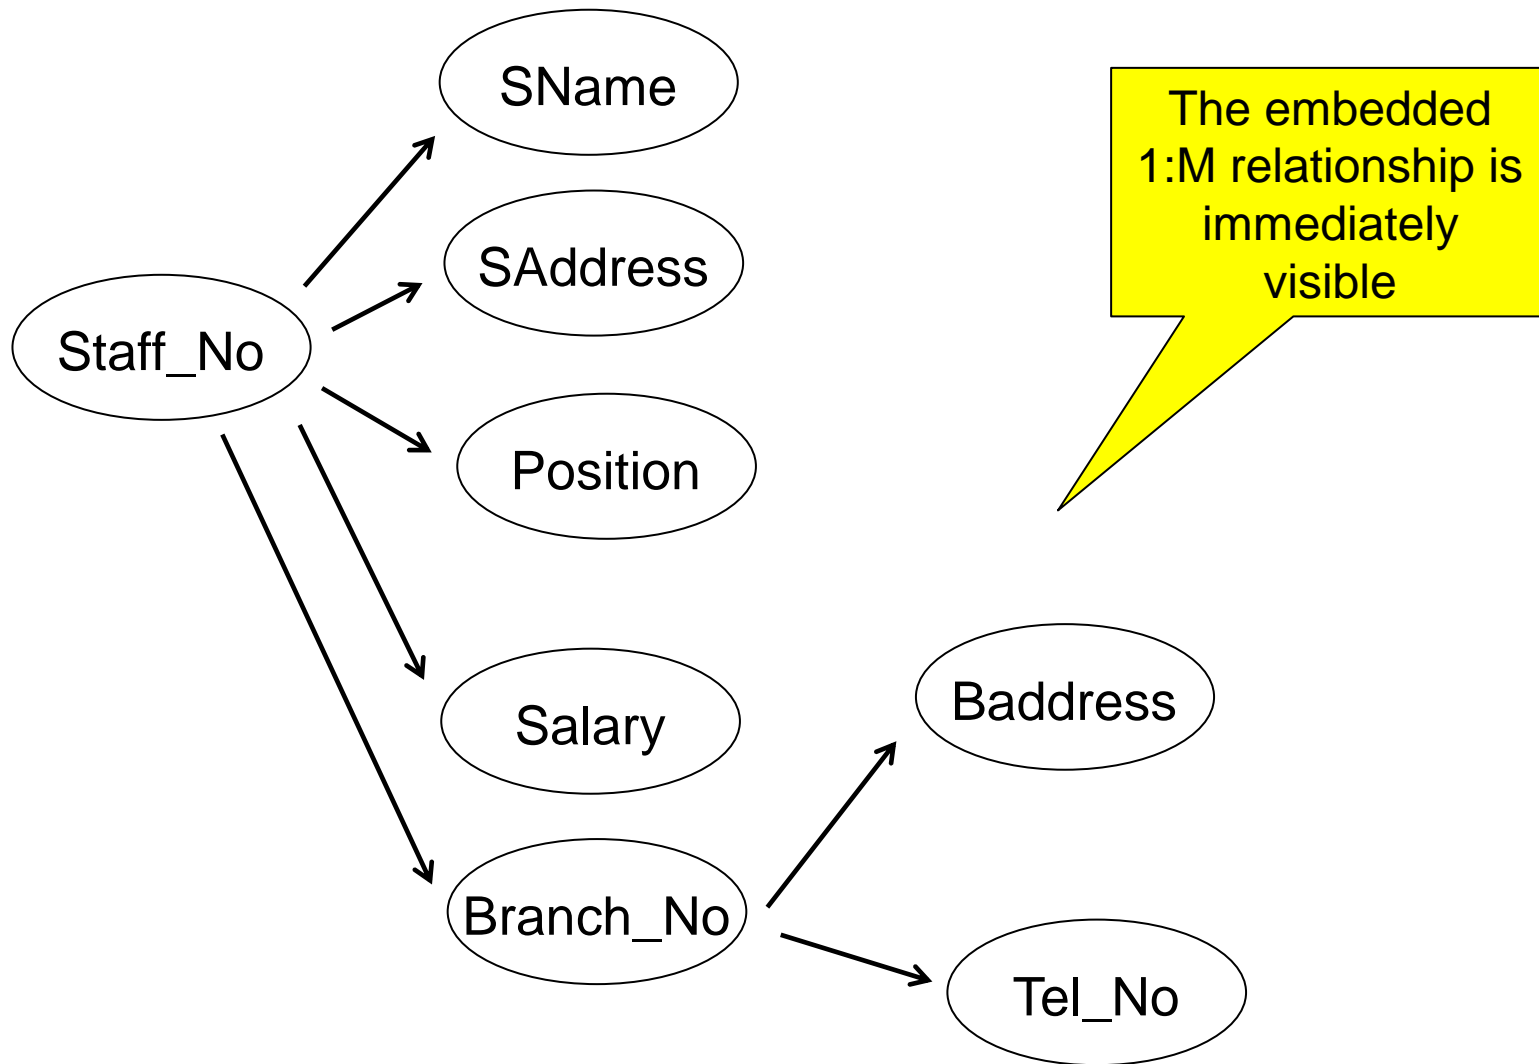 SName
The embedded
1:M relationship is
immediately
visible
SAddress
Staff_No
Position
Salary
Baddress
Branch_No
Tel_No